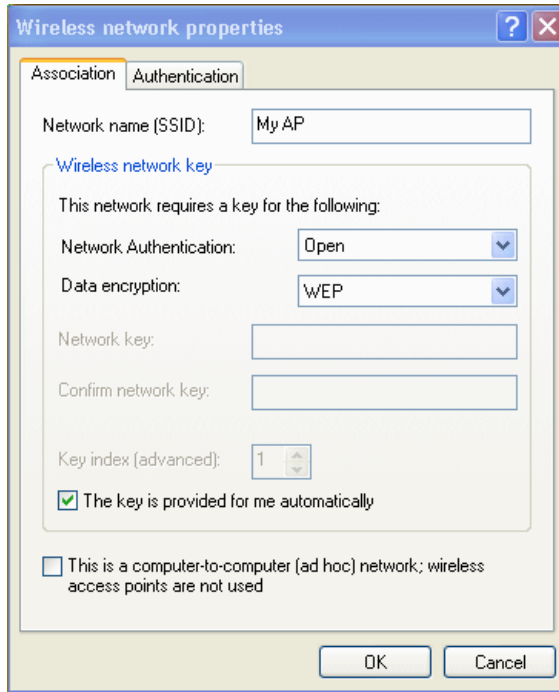 Wireless network properties
Association
Authentication
Network name (SSID):
My AP
Wireless network key
This network requires a key for the following:
Network Authentication:
Open
Data encryption:
WEP
Network key:
Confirm network key:
Key index (advanced):
1
The key is provided for me automatically
This is a computer-to-computer (ad hoc) network; wireless
access points are not used
OK
Cancel